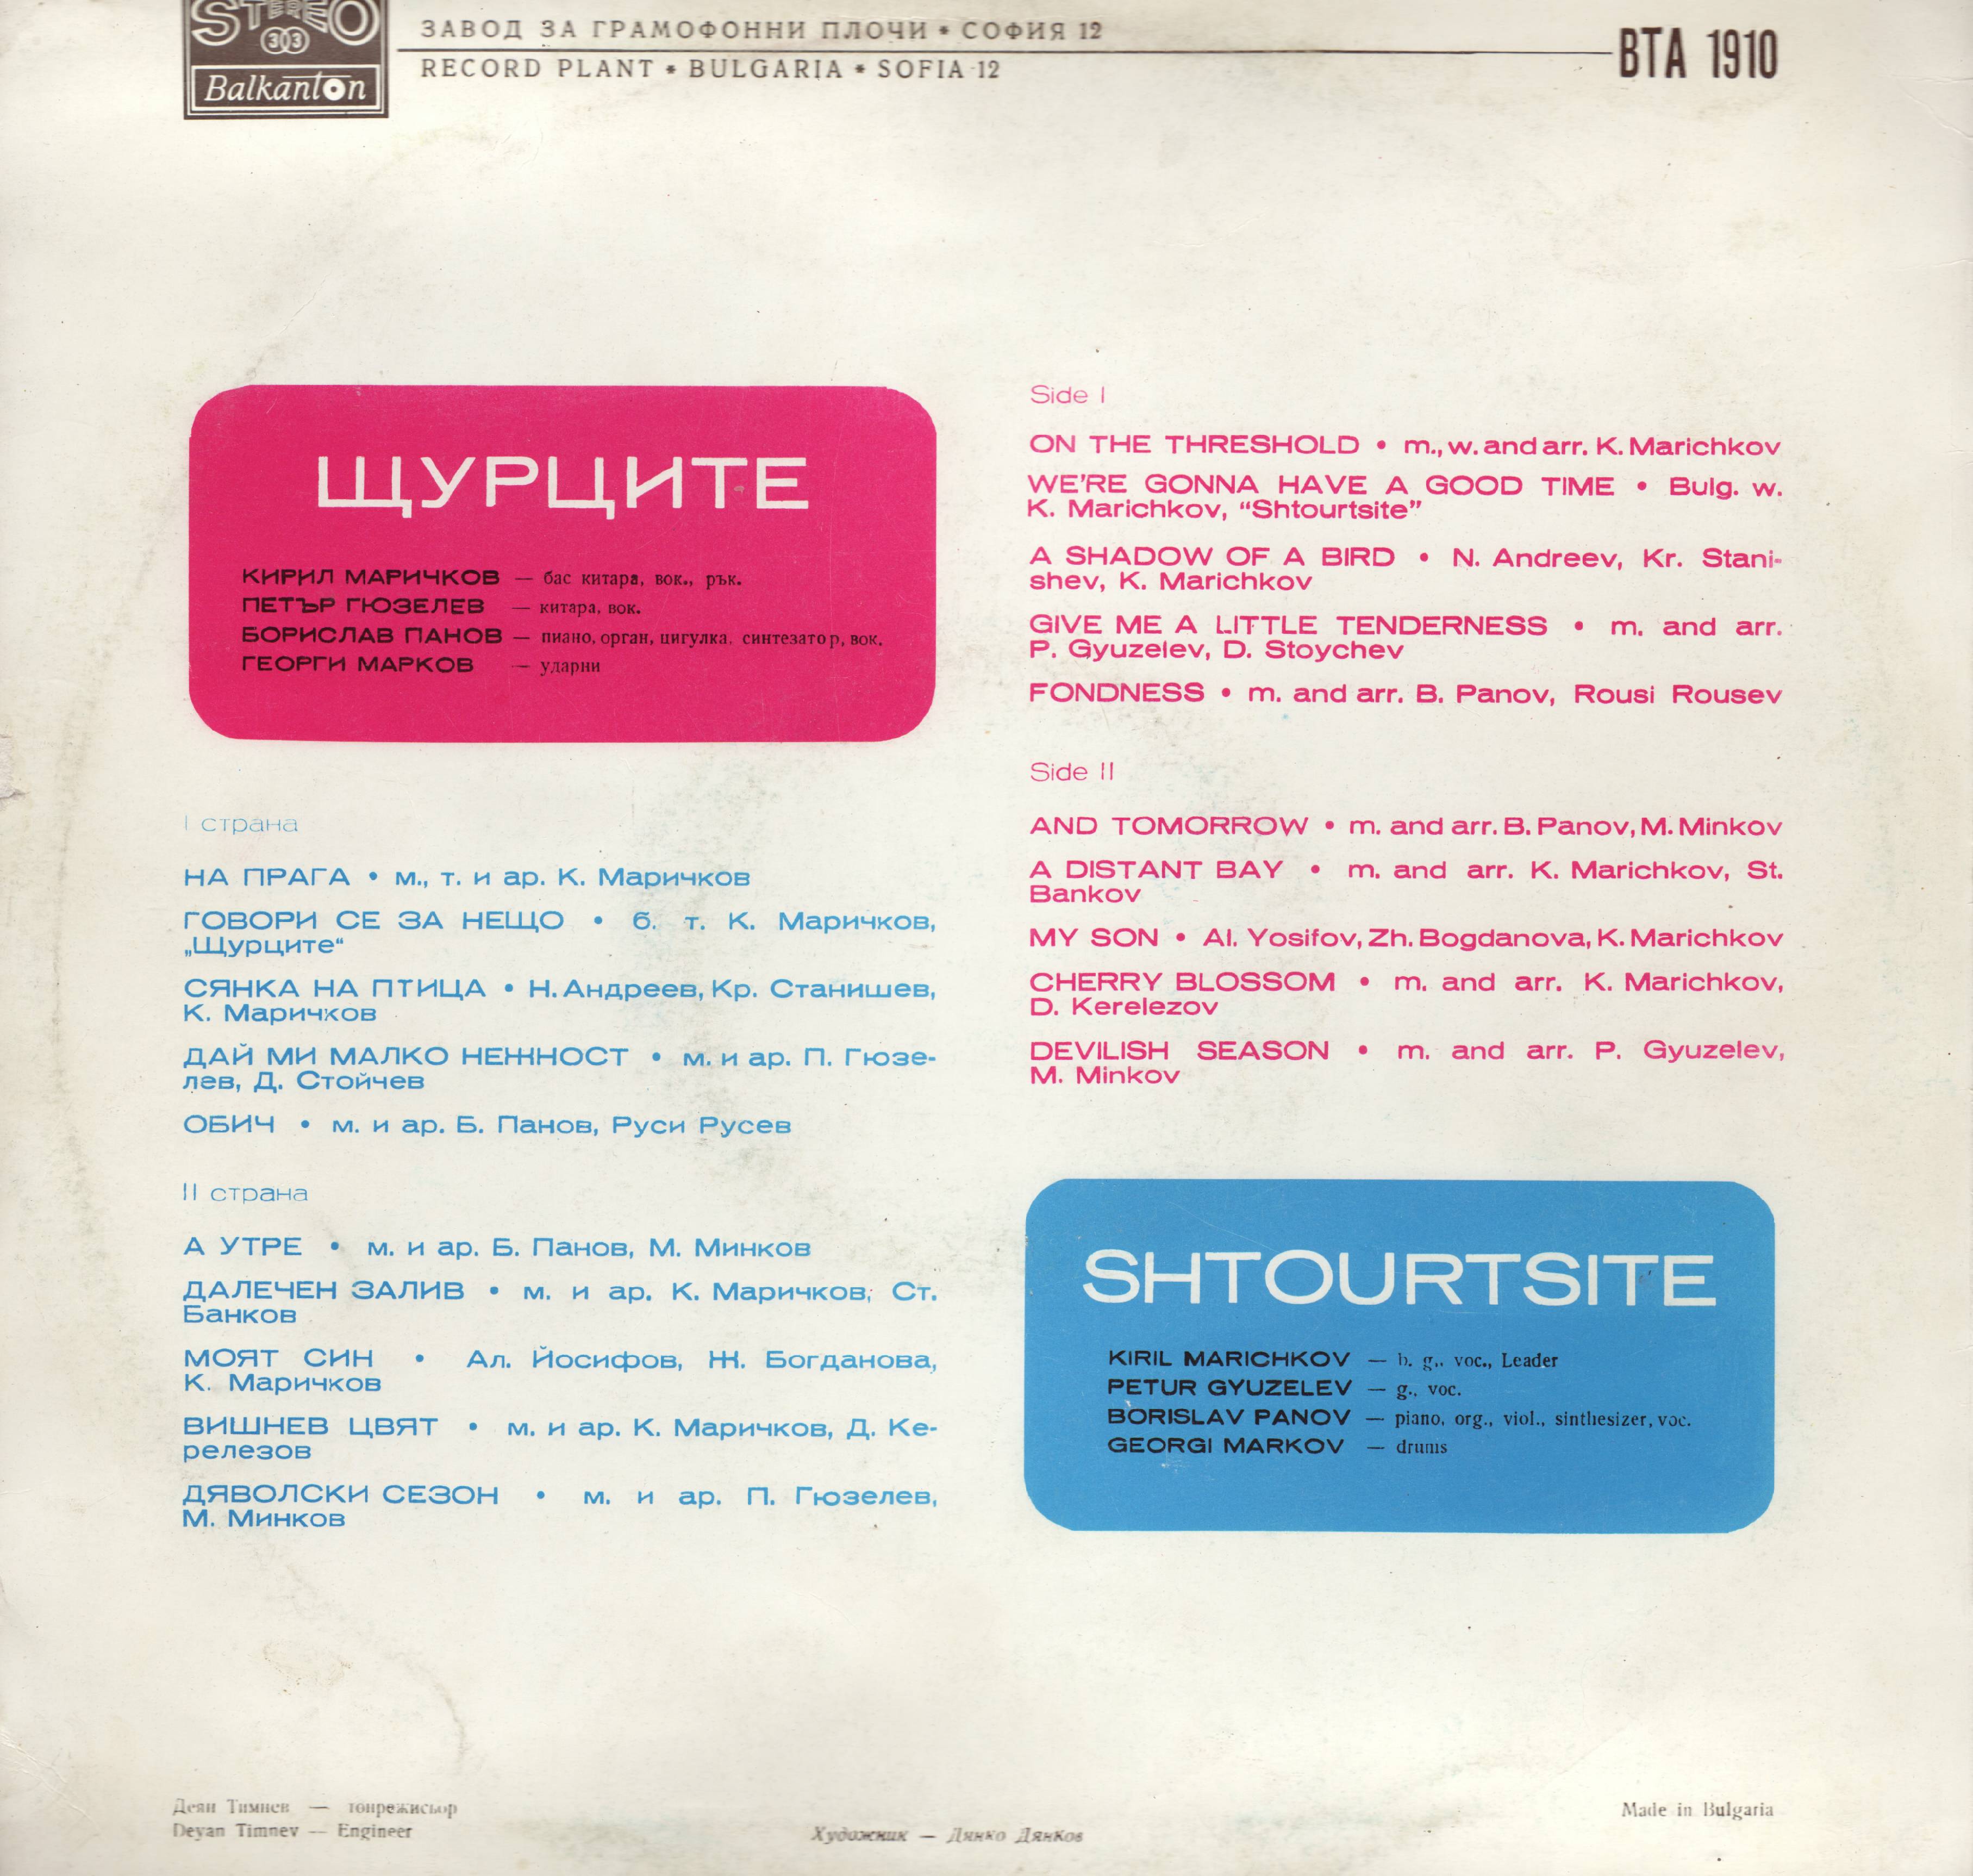 STEREO
33
Balkanton
ЗАВОД ЗА ГРАМОФОННИ ПЛОЧИ * СОФИЯ 12
RECORD PLANT * BULGARIA * SOFIA 12
ВТА 1910
ЩУРЦИТЕ
КИРИЛ МАРИЧКОВ — бас китара, вок., рък.
ПЕТЪР ГЮЗЕЛЕВ — китара, вок.
БОРИСЛАВ ПАНОВ — пиано, орган, цигулка, синтезатор, вок.
ГЕОРГИ МАРКОВ — ударни
I страна
НА ПРАГА • м., т. и ар. К. Маричков
ГОВОРИ СЕ ЗА НЕЩО • б. т. К. Маричков,
„Щурците“
СЯНКА НА ПТИЦА • Н. Андреев, Кр. Станишев,
К. Маричков
ДАЙ МИ МАЛКО НЕЖНОСТ • м. и ар. П. Гюзе-
лев, Д. Стойчев
ОБИЧ • м. и ар. Б. Панов, Руси Русев
II страна
А УТРЕ • м. и ар. Б. Панов, М. Минков
ДАЛЕЧЕН ЗАЛИВ • м. и ар. К. Маричков, Ст.
Банков
МОЯТ СИН • Ал. Йосифов, Ж. Богданова,
К. Маричков
ВИШНЕВ ЦВЯТ • м. и ар. К. Маричков, Д. Ке-
релезов
ДЯВОЛСКИ СЕЗОН • м. и ар. П. Гюзелев,
М. Минков
Side I
ON THE THRESHOLD • m., w. and arr. K. Marichkov
WE'RE GONNA HAVE A GOOD TIME • Bulg. w.
K. Marichkov, “Shtourtsite”
A SHADOW OF A BIRD • N. Andreev, Kr. Stani-
shev, K. Marichkov
GIVE ME A LITTLE TENDERNESS • m. and arr.
P. Gyuzelev, D. Stoychev
FONDNESS • m. and arr. B. Panov, Rousi Rousev
Side II
AND TOMORROW • m. and arr. B. Panov, M. Minkov
A DISTANT BAY • m. and arr. K. Marichkov, St.
Bankov
MY SON • Al. Yosifov, Zh. Bogdanova, K. Marichkov
CHERRY BLOSSOM • m. and arr. K. Marichkov,
D. Kerelezov
DEVILISH SEASON • m. and arr. P. Gyuzelev,
M. Minkov
SHTOURTSITE
KIRIL MARICHKOV — b. g., voc., Leader
PETUR GYUZELEV — g., voc.
BORISLAV PANOV — piano, org., viol., sinthesizer, voc.
GEORGI MARKOV — drums
Деян Тимнев — тонрежисьор
Deyan Timnev — Engineer
Художник — Дянко Дянков
Made in Bulgaria